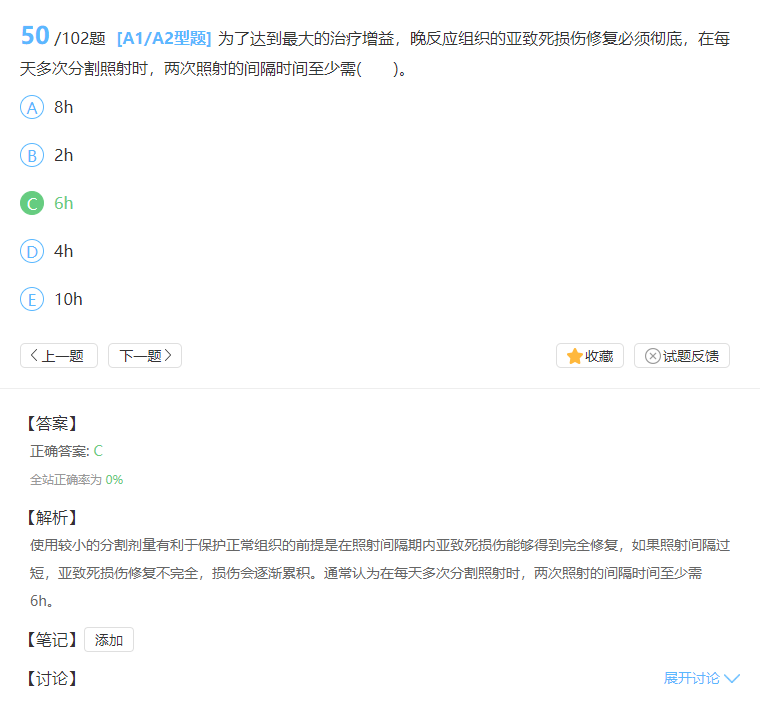 50 /102题 [A1/A2型题] 为了达到最大的治疗增益，晚反应组织的亚致死损伤修复必须彻底，在每
天多次分割照射时，两次照射的间隔时间至少需(　　)。
A 8h
B 2h
C 6h
D 4h
E 10h
上一题 下一题 收藏 试题反馈
【答案】
正确答案: C
全站正确率为 0%
【解析】
使用较小的分割剂量有利于保护正常组织的前提是在照射间隔期内亚致死损伤能够得到完全修复，如果照射间隔过
短，亚致死损伤修复不完全，损伤会逐渐累积。通常认为在每天多次分割照射时，两次照射的间隔时间至少需
6h。
【笔记】 添加
【讨论】 展开讨论